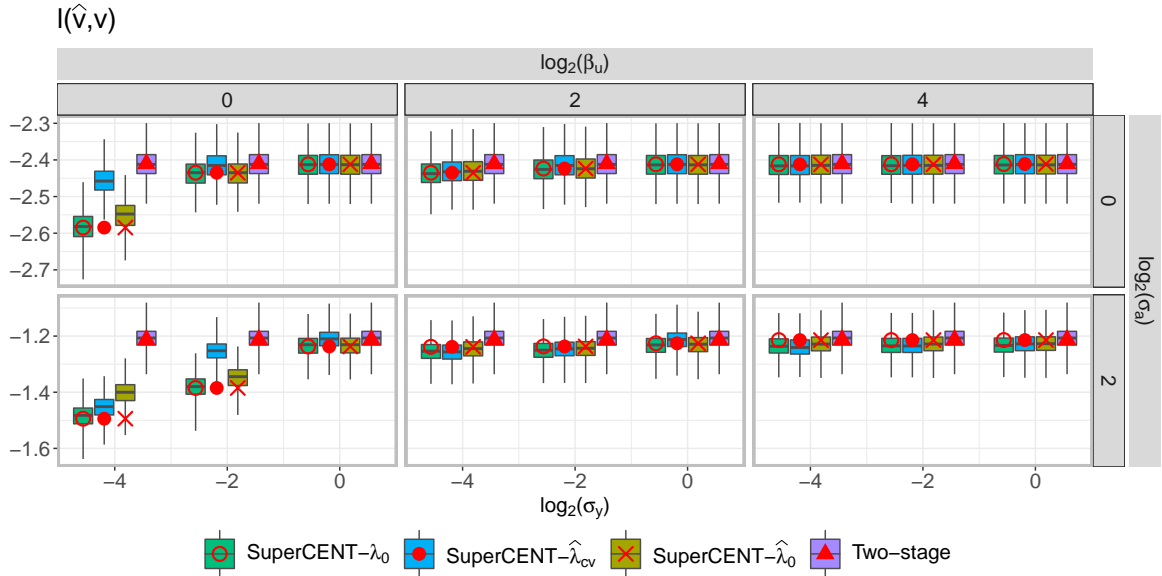 l(v̂,v)
log₂(βᵤ)
0 2 4
−2.3
−2.4
−2.5
−2.6
−2.7
0
−1.2
−1.4
−1.6
2
log₂(σₐ)
−4 −2 0 −4 −2 0 −4 −2 0
log₂(σ_y)
SuperCENT−λ₀ SuperCENT−λ̂_cv SuperCENT−λ̂₀ Two−stage